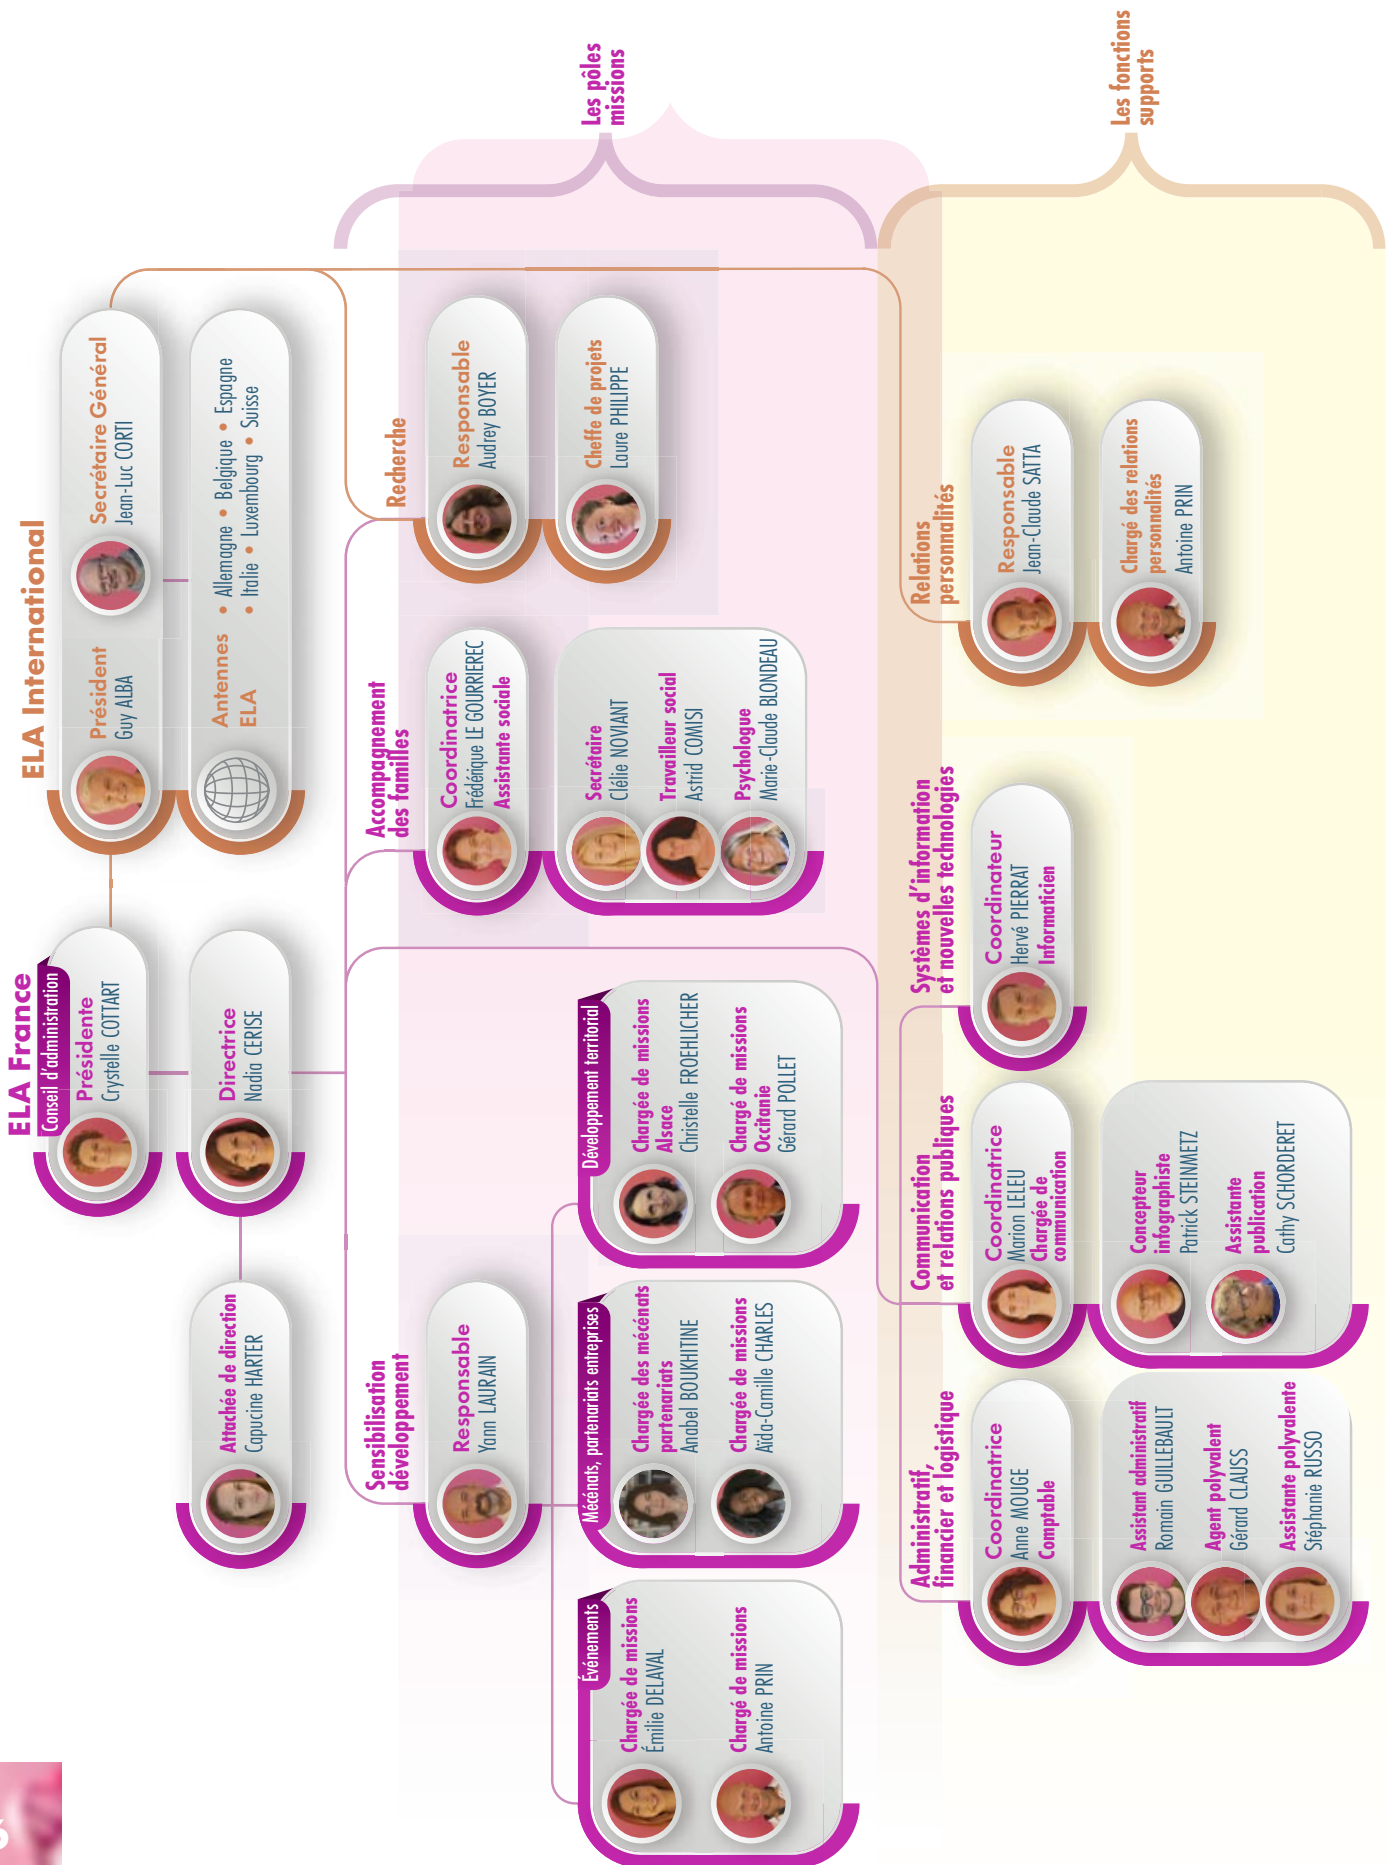 ELA France
Conseil d'administration
Présidente
Crystelle COTTART
Directrice
Nadia CERISE
Attachée de direction
Capucine HARTER
ELA International
Président
Guy ALBA
Secrétaire Général
Jean-Luc CORTI
Antennes
ELA
• Allemagne • Belgique • Espagne
• Italie • Luxembourg • Suisse
Les pôles
missions
Sensibilisation
développement
Responsable
Yann LAURAIN
Événements
Chargée de missions
Émilie DELAVAL
Chargé de missions
Antoine PRIN
Mécénats, partenariats entreprises
Chargée des mécénats
partenariats
Anabel BOUKHITINE
Chargée de missions
Aïda-Camille CHARLES
Développement territorial
Chargée de missions
Alsace
Christelle FROEHLICHER
Chargé de missions
Occitanie
Gérard POLLET
Accompagnement
des familles
Coordinatrice
Frédérique LE GOURRIEREC
Assistante sociale
Secrétaire
Clélie NOVIANT
Travailleur social
Astrid COMISI
Psychologue
Marie-Claude BLONDEAU
Recherche
Responsable
Audrey BOYER
Cheffe de projets
Laure PHILIPPE
Les fonctions
supports
Administratif,
financier et logistique
Coordinatrice
Anne MOUGE
Comptable
Assistant administratif
Romain GUILLEBAULT
Agent polyvalent
Gérard CLAUSS
Assistante polyvalente
Stéphanie RUSSO
Communication
et relations publiques
Coordinatrice
Marion LELEU
Chargée de
communication
Concepteur
infographiste
Patrick STEINMETZ
Assistante
publication
Cathy SCHORDERET
Systèmes d'information
et nouvelles technologies
Coordinateur
Hervé PIERRAT
Informaticien
Relations
personnalités
Responsable
Jean-Claude SATTA
Chargé des relations
personnalités
Antoine PRIN